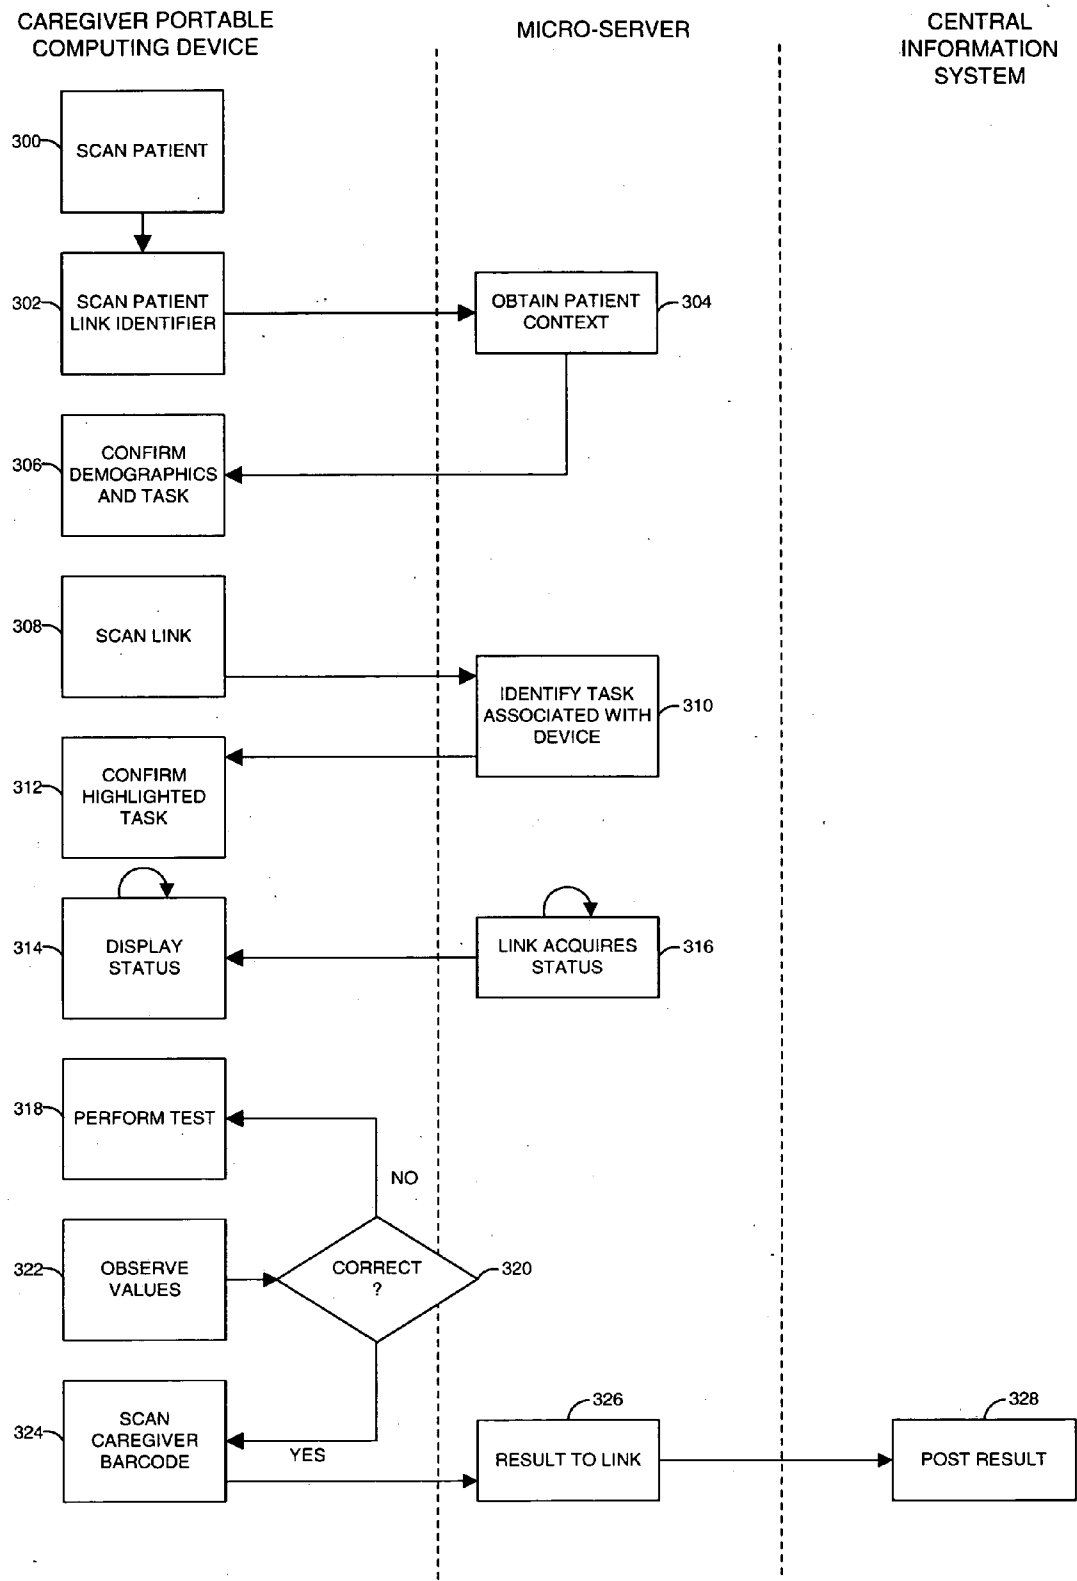 CAREGIVER PORTABLE
COMPUTING DEVICE
MICRO-SERVER
CENTRAL
INFORMATION
SYSTEM
300
SCAN PATIENT
302
SCAN PATIENT
LINK IDENTIFIER
OBTAIN PATIENT
CONTEXT
304
306
CONFIRM
DEMOGRAPHICS
AND TASK
308
SCAN LINK
IDENTIFY TASK
ASSOCIATED WITH
DEVICE
310
312
CONFIRM
HIGHLIGHTED
TASK
314
DISPLAY
STATUS
LINK ACQUIRES
STATUS
316
318
PERFORM TEST
NO
322
OBSERVE
VALUES
CORRECT
?
320
324
SCAN
CAREGIVER
BARCODE
YES
326
RESULT TO LINK
328
POST RESULT